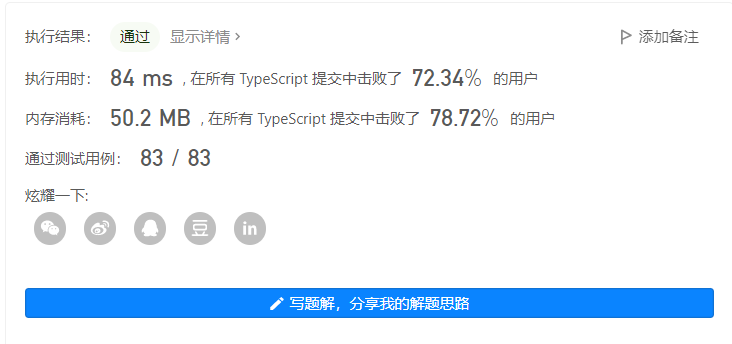 执行结果： 通过 显示详情 > 添加备注
执行用时： 84 ms , 在所有 TypeScript 提交中击败了 72.34% 的用户
内存消耗： 50.2 MB , 在所有 TypeScript 提交中击败了 78.72% 的用户
通过测试用例： 83 / 83
炫耀一下:
豆 in
写题解，分享我的解题思路